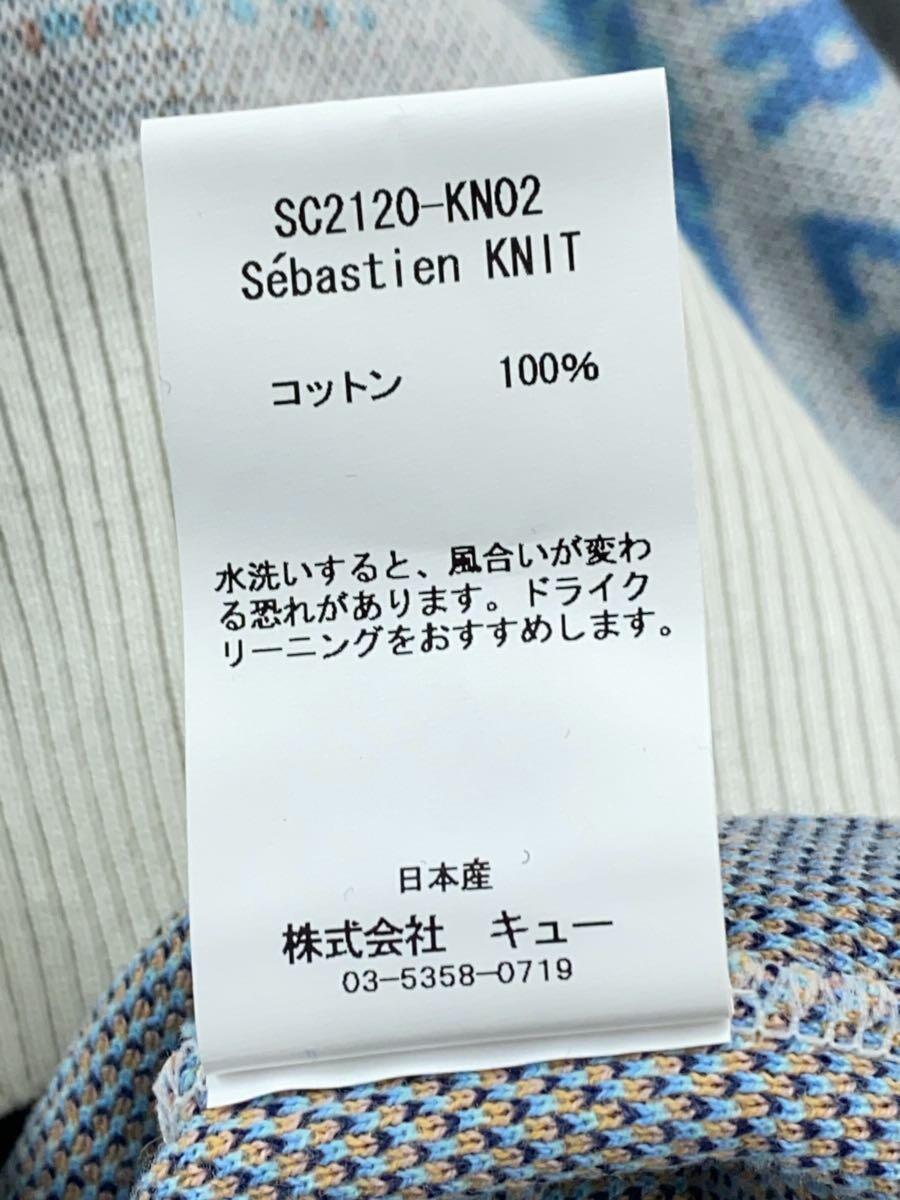 SC2120-KN02
Sébastien KNIT
コットン 100%
水洗いすると、風合いが変わ
る恐れがあります。ドライク
リーニングをおすすめします。
日本産
株式会社 キュー
03-5358-0719